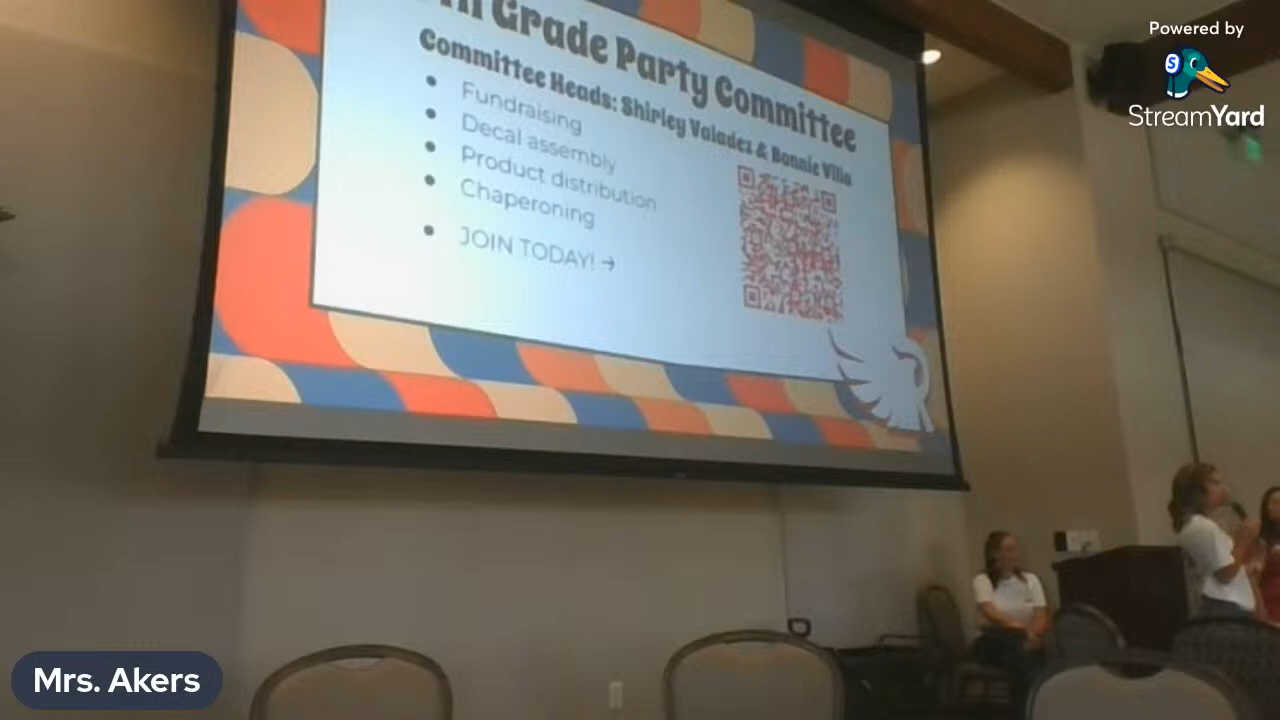 Grade Party Committee
Committee Heads: Shirley Valadez & Bonnie Villa
• Fundraising
• Decal assembly
• Product distribution
• Chaperoning
• JOIN TODAY! →
Powered by
StreamYard
Mrs. Akers